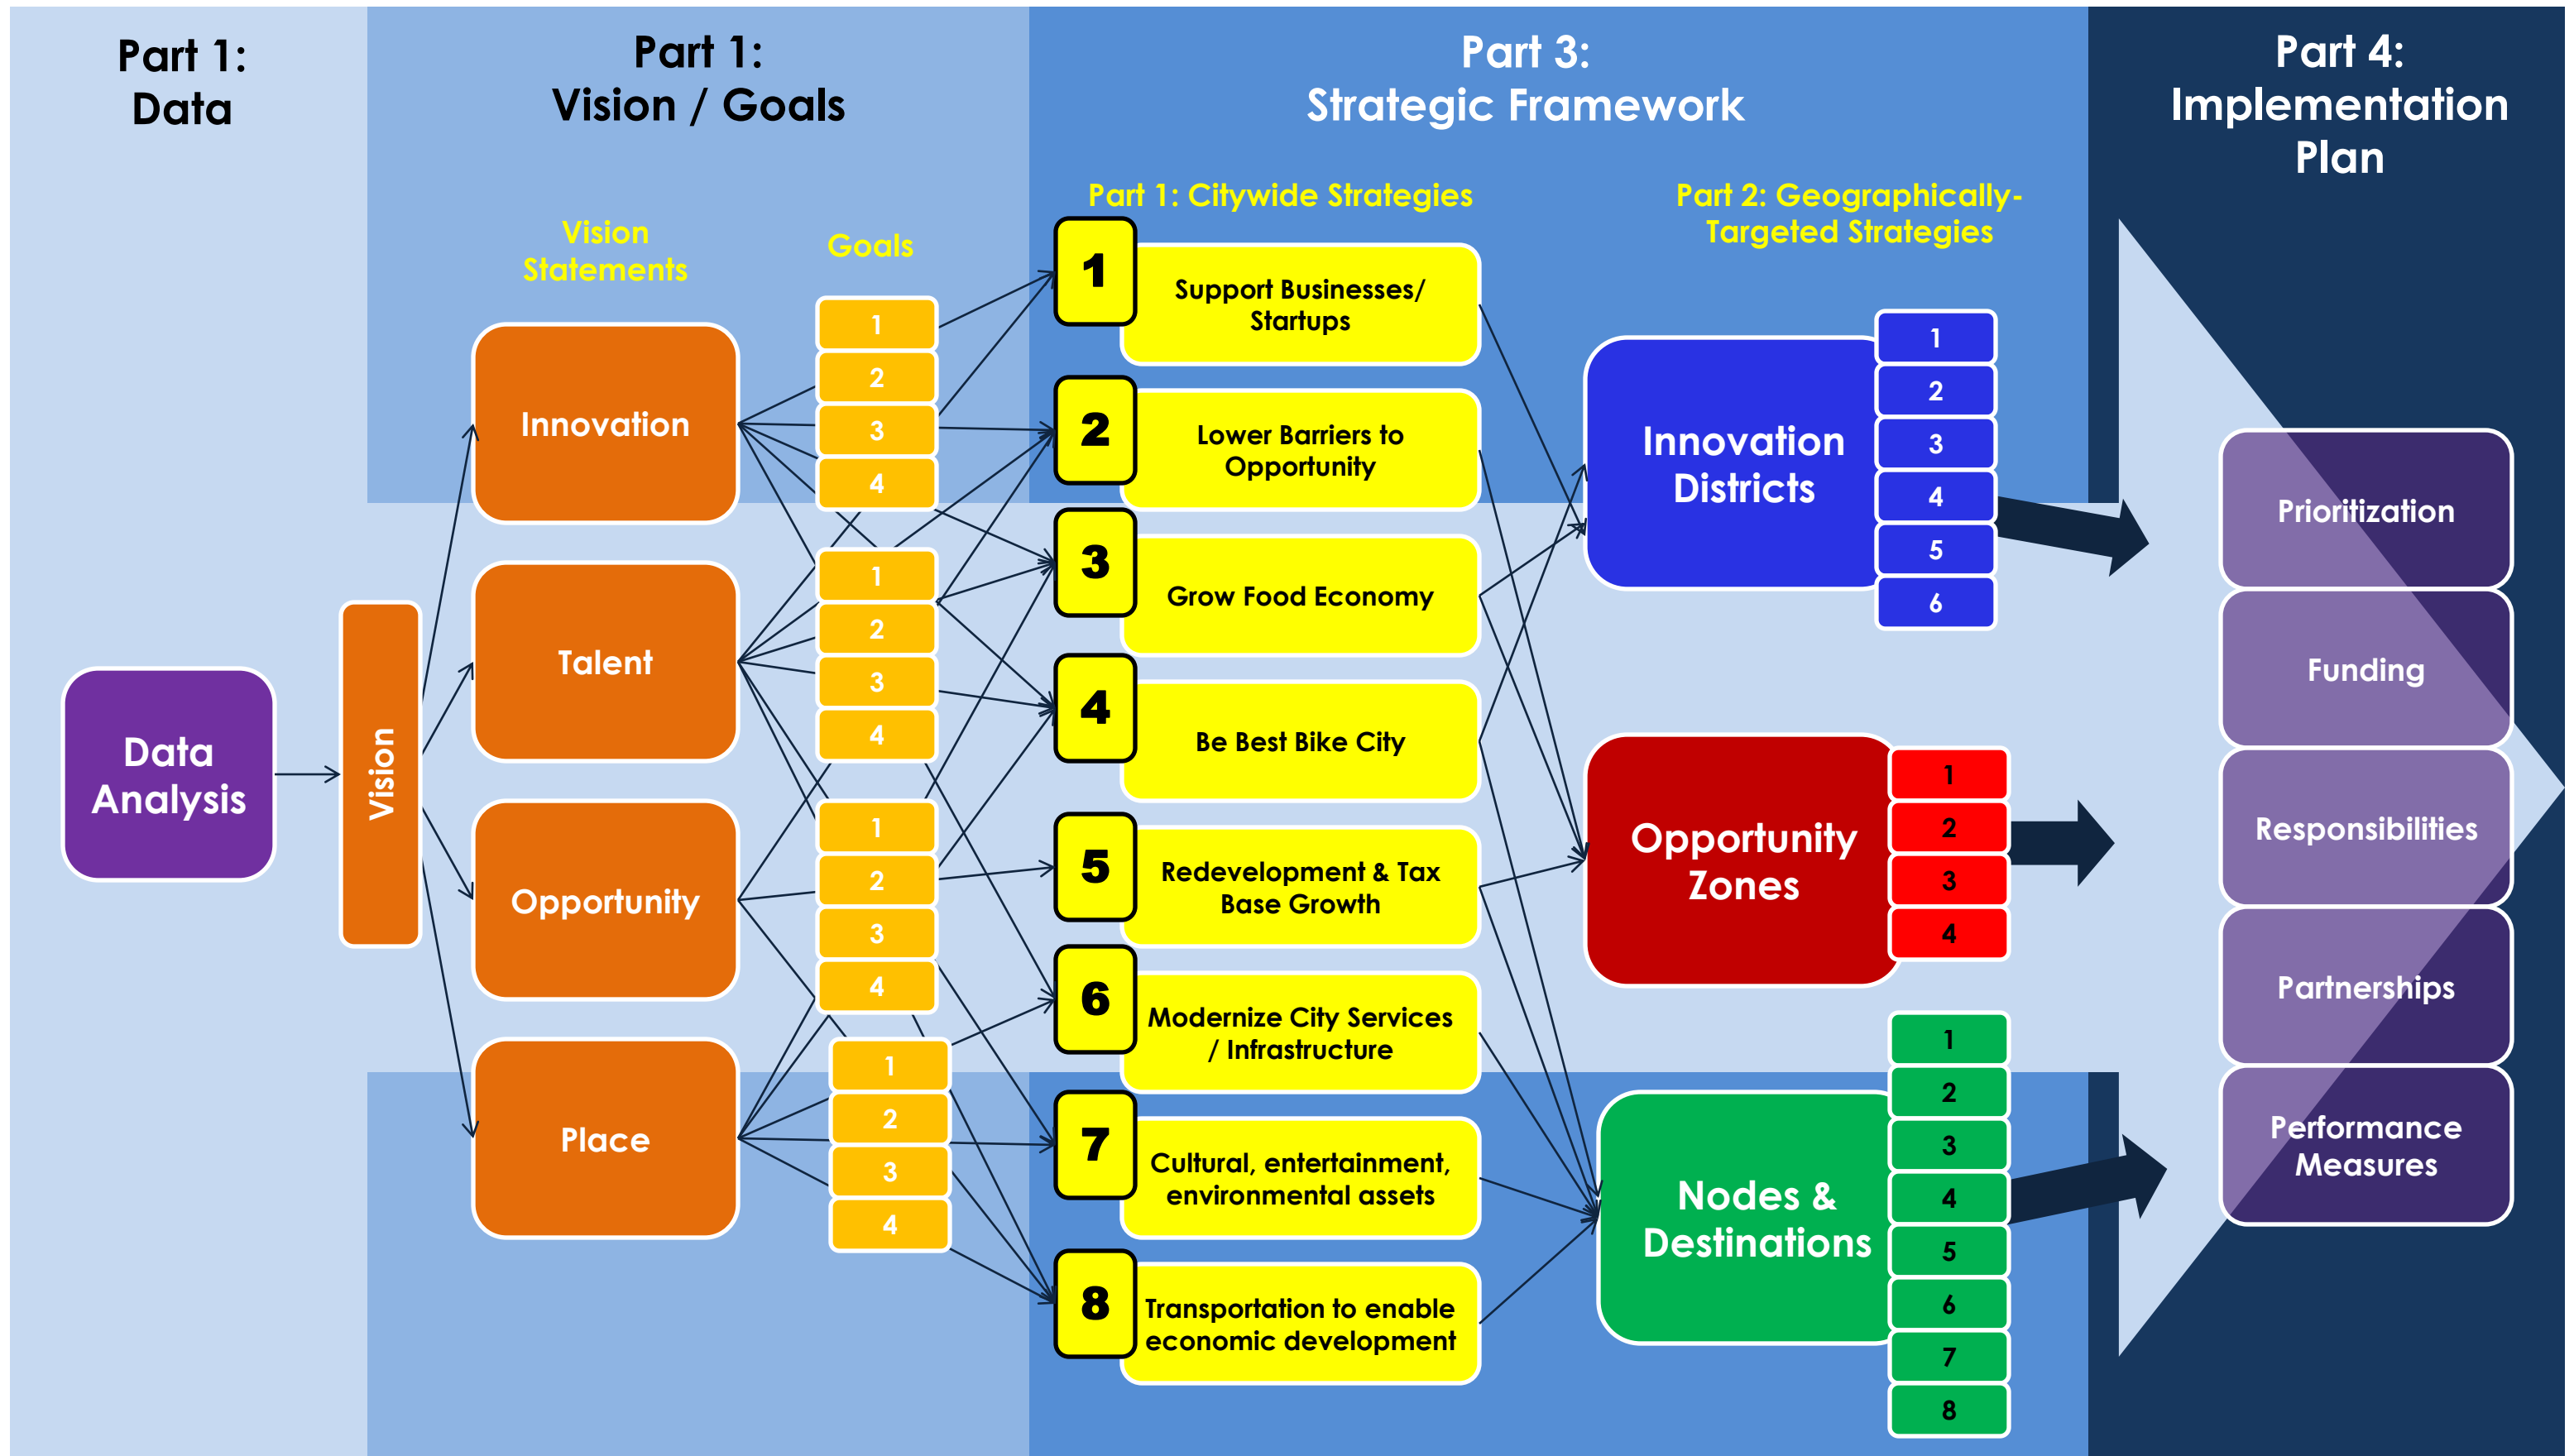 Part 1:
Data
Part 1:
Vision / Goals
Part 3:
Strategic Framework
Part 4:
Implementation
Plan
Vision
Statements
Goals
Part 1: Citywide Strategies
Part 2: Geographically-
Targeted Strategies
Data
Analysis
Vision
Innovation
Talent
Opportunity
Place
1
2
3
4
1
2
3
4
1
2
3
4
1
2
3
4
1
Support Businesses/
Startups
2
Lower Barriers to
Opportunity
3
Grow Food Economy
4
Be Best Bike City
5
Redevelopment & Tax
Base Growth
6
Modernize City Services
/ Infrastructure
7
Cultural, entertainment,
environmental assets
8
Transportation to enable
economic development
Innovation
Districts
1
2
3
4
5
6
Opportunity
Zones
1
2
3
4
Nodes &
Destinations
1
2
3
4
5
6
7
8
Prioritization
Funding
Responsibilities
Partnerships
Performance
Measures